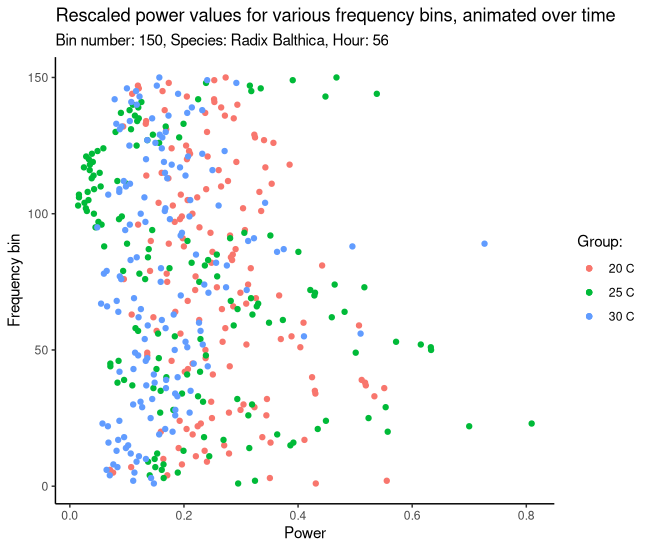 Rescaled power values for various frequency bins, animated over time
Bin number: 150, Species: Radix Balthica, Hour: 56
150
100
50
0
Frequency bin
0.0 0.2 0.4 0.6 0.8
Power
Group:
20 C
25 C
30 C